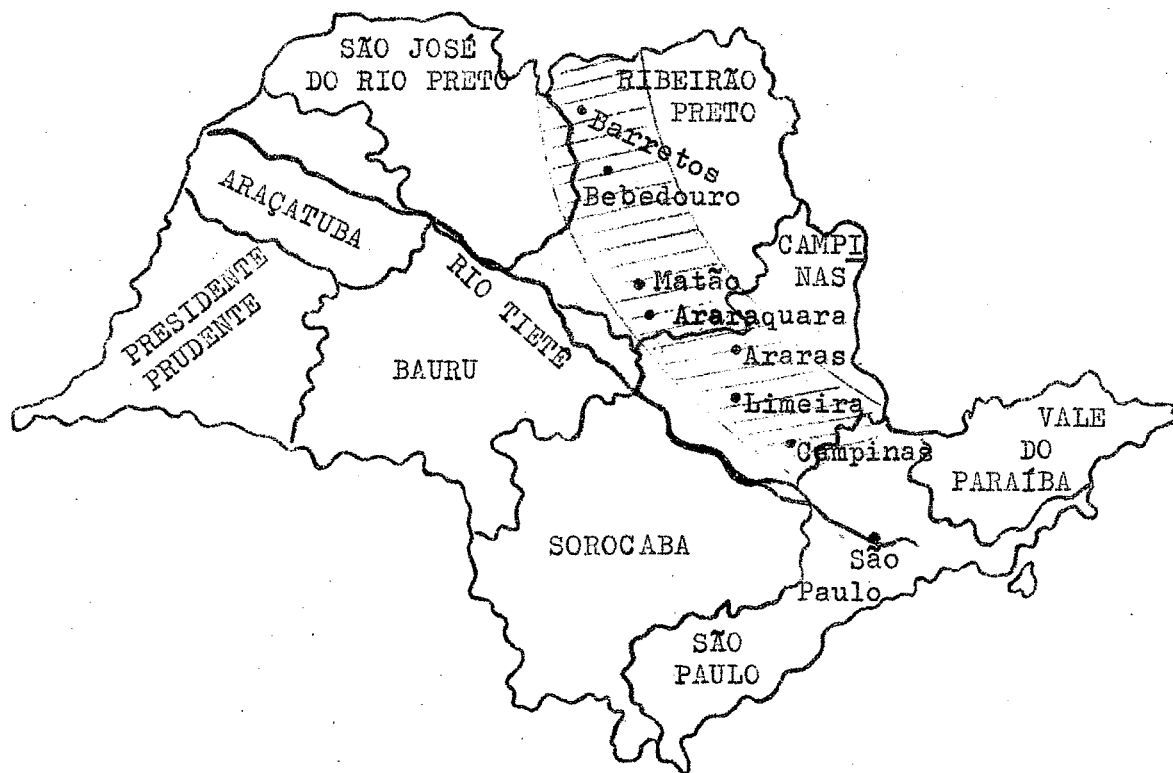 SÃO JOSÉ
DO RIO PRETO
RIBEIRÃO
PRETO
Barretos
Bebedouro
ARAÇATUBA
CAMPI
NAS
PRESIDENTE
PRUDENTE
RIO TIETÊ
Matão
Araraquara
BAURU
Araras
Limeira
Campinas
VALE
DO
PARAÍBA
SOROCABA
São
Paulo
SÃO
PAULO